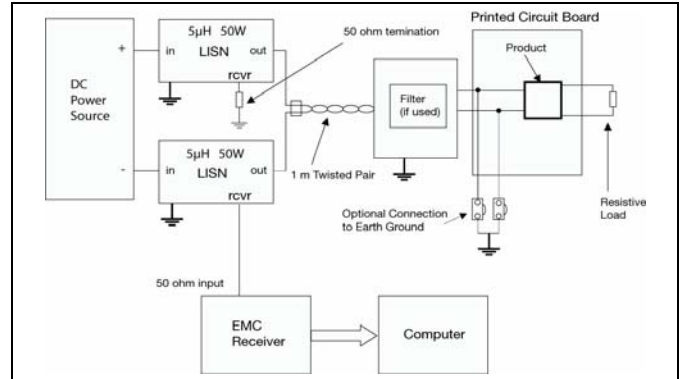 Printed Circuit Board
5µH 50W
LISN
in
out
rcvr
50 ohm temination
Product
+
DC
Power
Source
-
Filter
(if used)
5µH 50W
LISN
in
out
rcvr
1 m Twisted Pair
Optional Connection
to Earth Ground
Resistive
Load
50 ohm input
EMC
Receiver
Computer